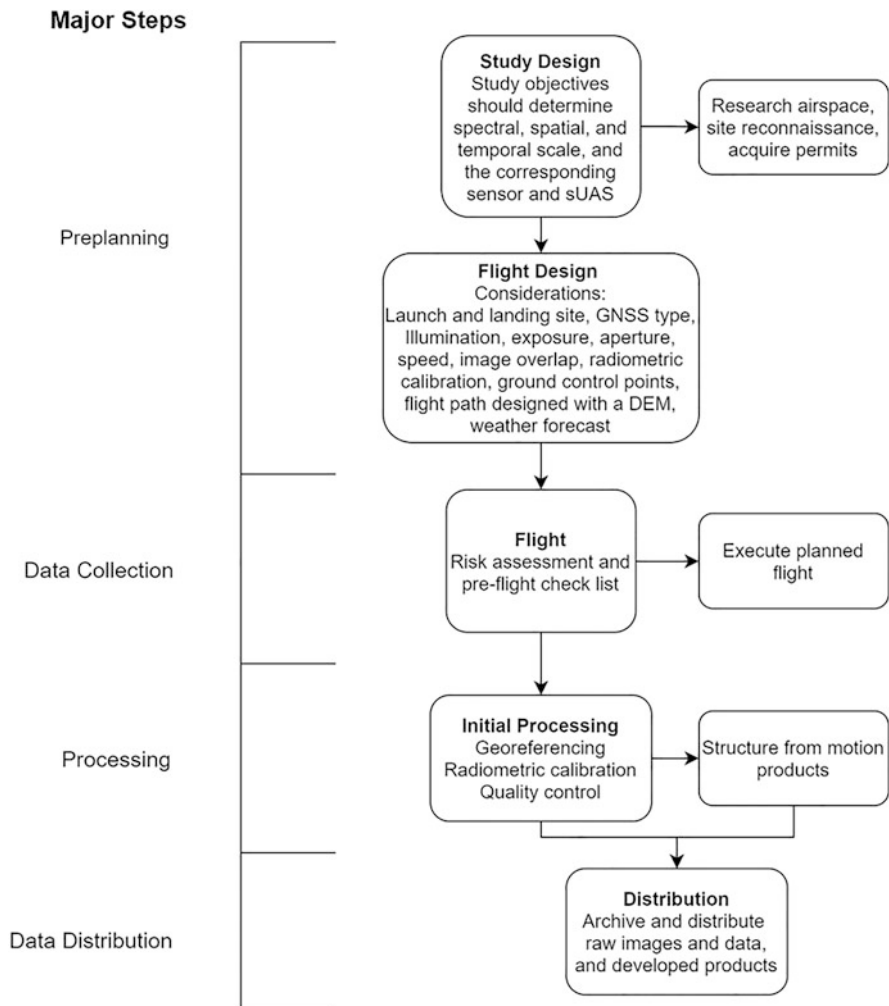 Major Steps
Study Design
Study objectives
should determine
spectral, spatial, and
temporal scale, and
the corresponding
sensor and sUAS
Research airspace,
site reconnaissance,
acquire permits
Preplanning
Flight Design
Considerations:
Launch and landing site, GNSS type,
Illumination, exposure, aperture,
speed, image overlap, radiometric
calibration, ground control points,
flight path designed with a DEM,
weather forecast
Data Collection
Flight
Risk assessment and
pre-flight check list
Execute planned
flight
Processing
Initial Processing
Georeferencing
Radiometric calibration
Quality control
Structure from motion
products
Data Distribution
Distribution
Archive and distribute
raw images and data,
and developed products